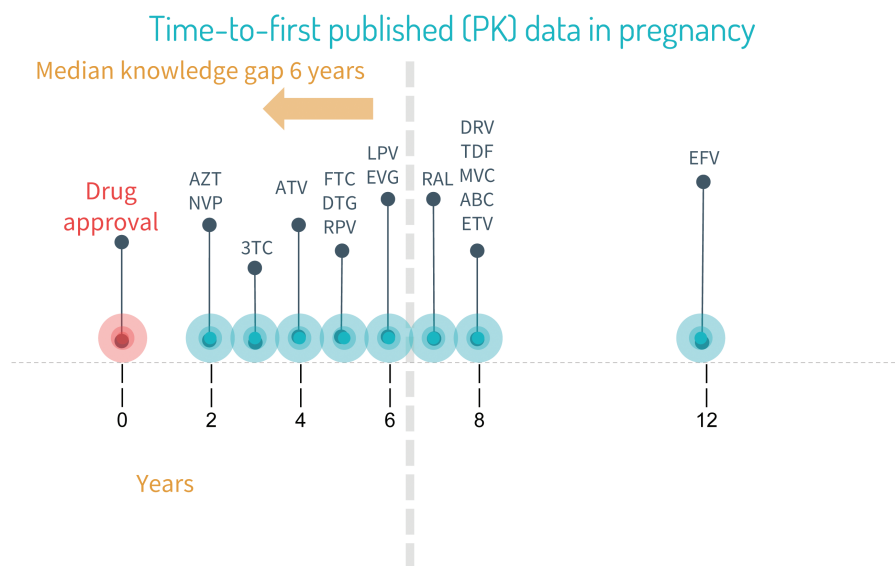 Time-to-first published (PK) data in pregnancy
Median knowledge gap 6 years
Drug
approval
AZT
NVP
3TC
ATV
FTC
DTG
RPV
LPV
EVG
RAL
DRV
TDF
MVC
ABC
ETV
EFV
0
2
4
6
8
12
Years